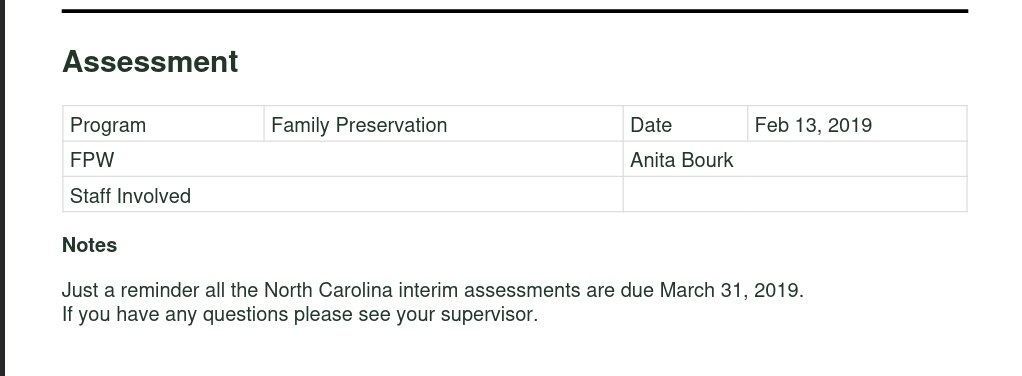 Assessment
Program Family Preservation Date Feb 13, 2019
FPW Anita Bourk
Staff Involved
Notes
Just a reminder all the North Carolina interim assessments are due March 31, 2019.
If you have any questions please see your supervisor.